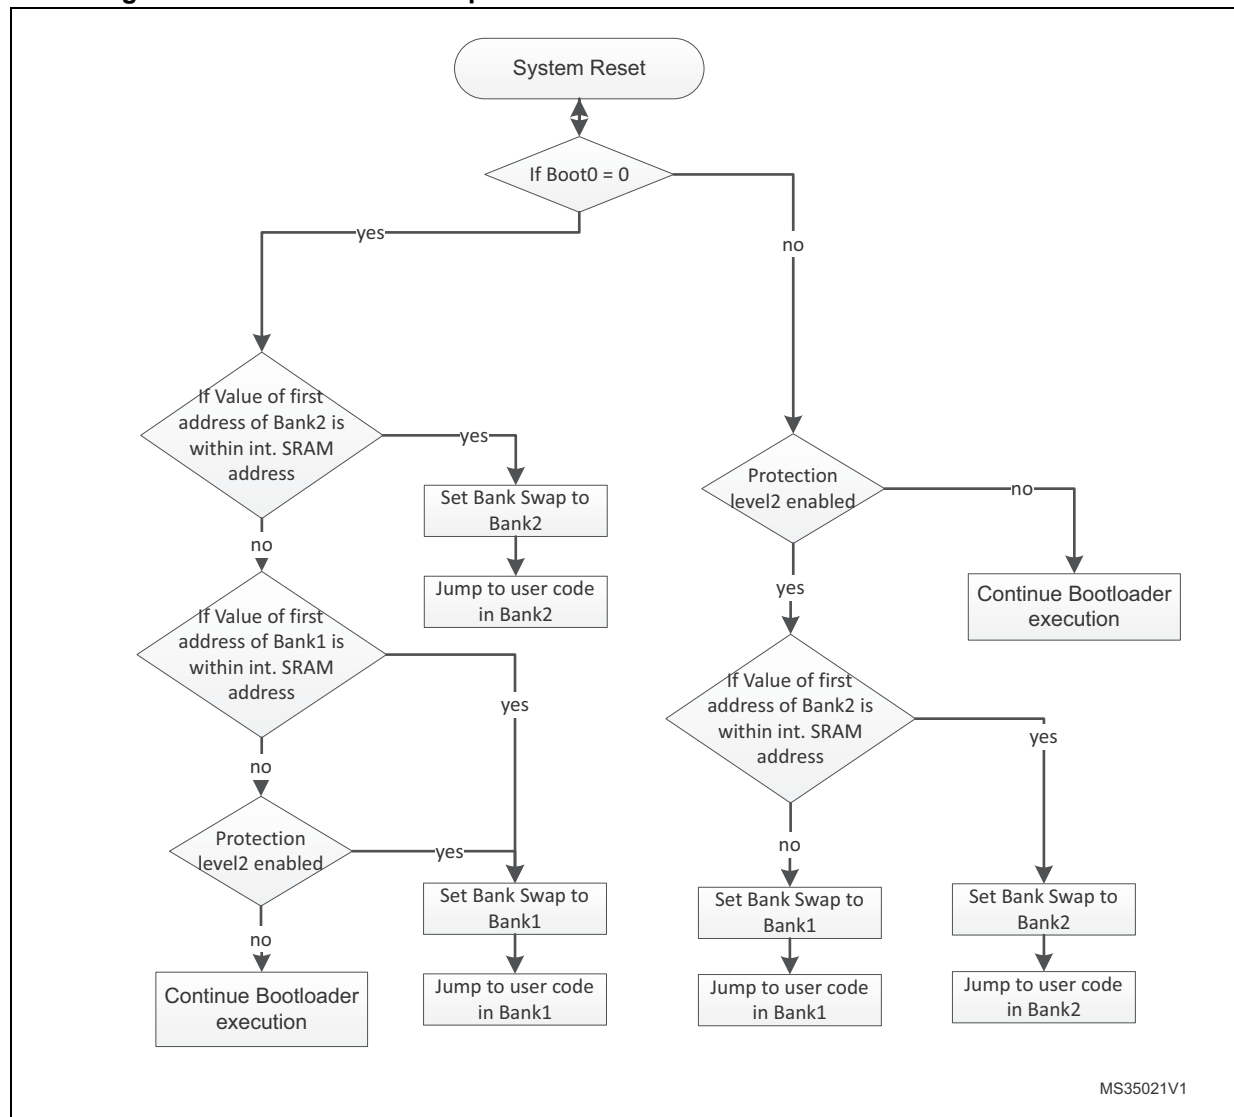 System Reset
If Boot0 = 0
yes
no
If Value of first
address of Bank2 is
within int. SRAM
address
yes
Set Bank Swap to
Bank2
Jump to user code
in Bank2
no
If Value of first
address of Bank1 is
within int. SRAM
address
yes
no
Protection
level2 enabled
yes
Set Bank Swap to
Bank1
Jump to user code
in Bank1
no
Continue Bootloader
execution
Protection
level2 enabled
no
Continue Bootloader
execution
yes
If Value of first
address of Bank2 is
within int. SRAM
address
yes
no
Set Bank Swap to
Bank1
Jump to user code
in Bank1
Set Bank Swap to
Bank2
Jump to user code
in Bank2
MS35021V1